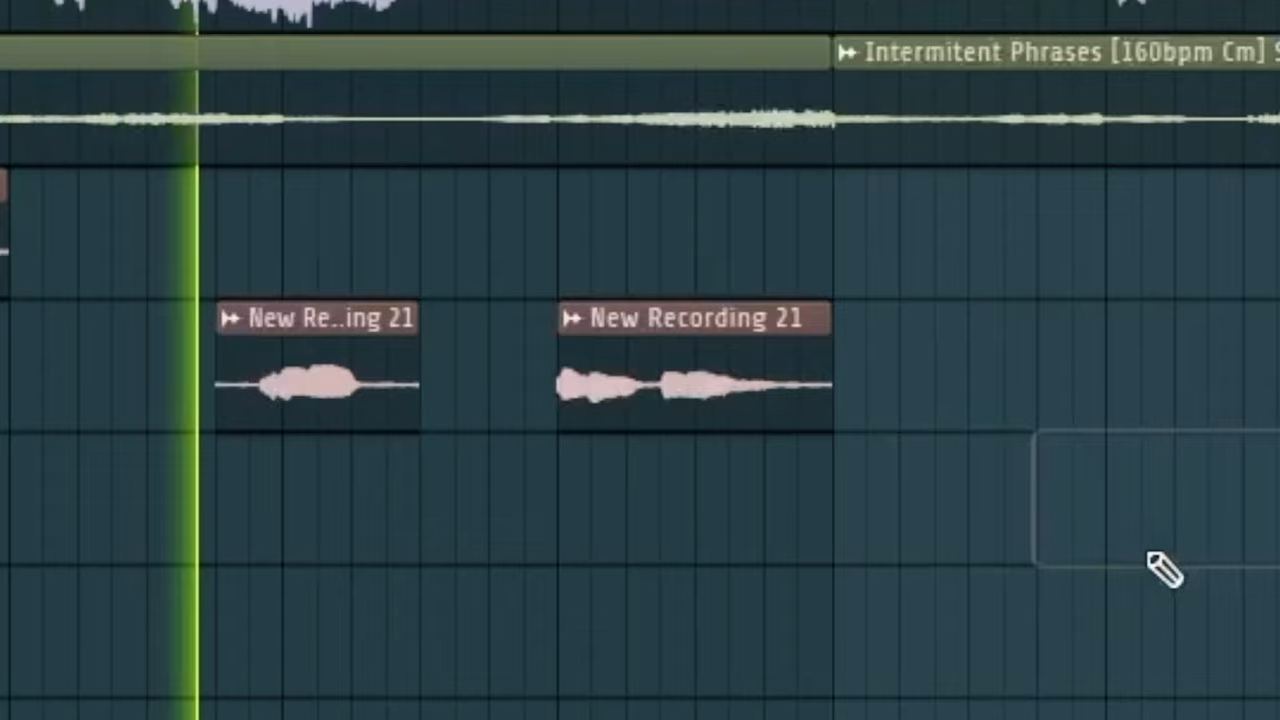 Intermitent Phrases [160bpm Cm]
New Re..ing 21
New Recording 21